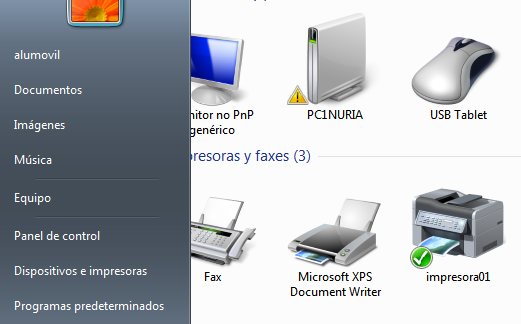 alumovil
Documentos
Imágenes
Música
Equipo
Panel de control
Dispositivos e impresoras
Programas predeterminados
nitor no PnP
genérico
PC1NURIA
USB Tablet
presoras y faxes (3)
Fax
Microsoft XPS
Document Writer
impresora01